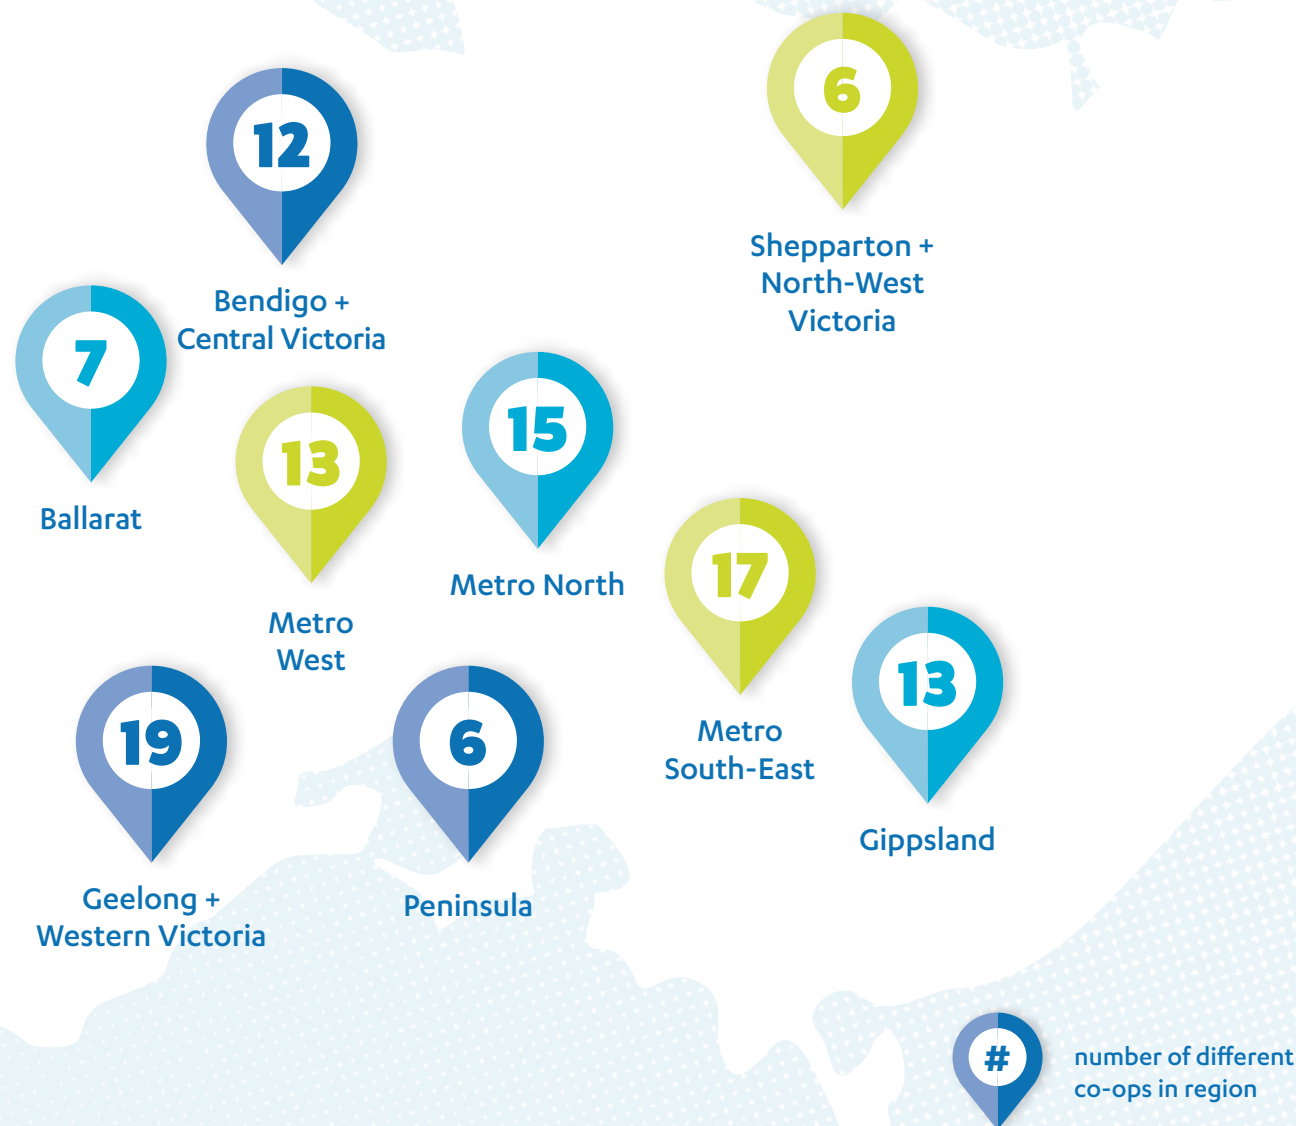 6
Shepparton +
North-West
Victoria
12
Bendigo +
Central Victoria
7
Ballarat
13
Metro
West
15
Metro North
17
Metro
South-East
13
Gippsland
19
Geelong +
Western Victoria
6
Peninsula
#
number of different
co-ops in region